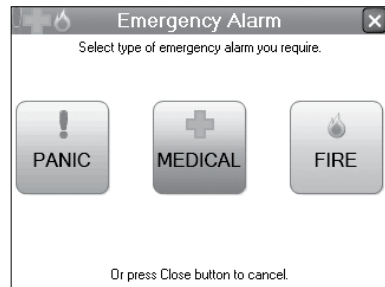 Emergency Alarm
Select type of emergency alarm you require.
PANIC MEDICAL FIRE
Or press Close button to cancel.